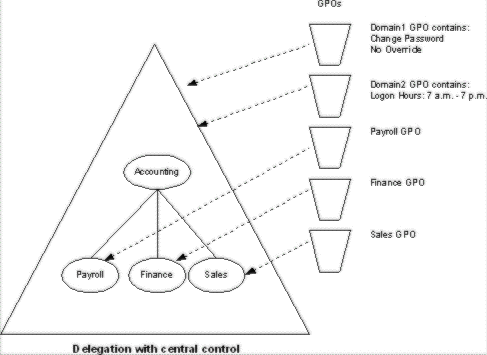 GPOs
Domain1 GPO contains:
Change Password
No Override
Domain2 GPO contains:
Logon Hours: 7 a.m. - 7 p.m.
Payroll GPO
Finance GPO
Sales GPO
Accounting
Payroll
Finance
Sales
Delegation with central control